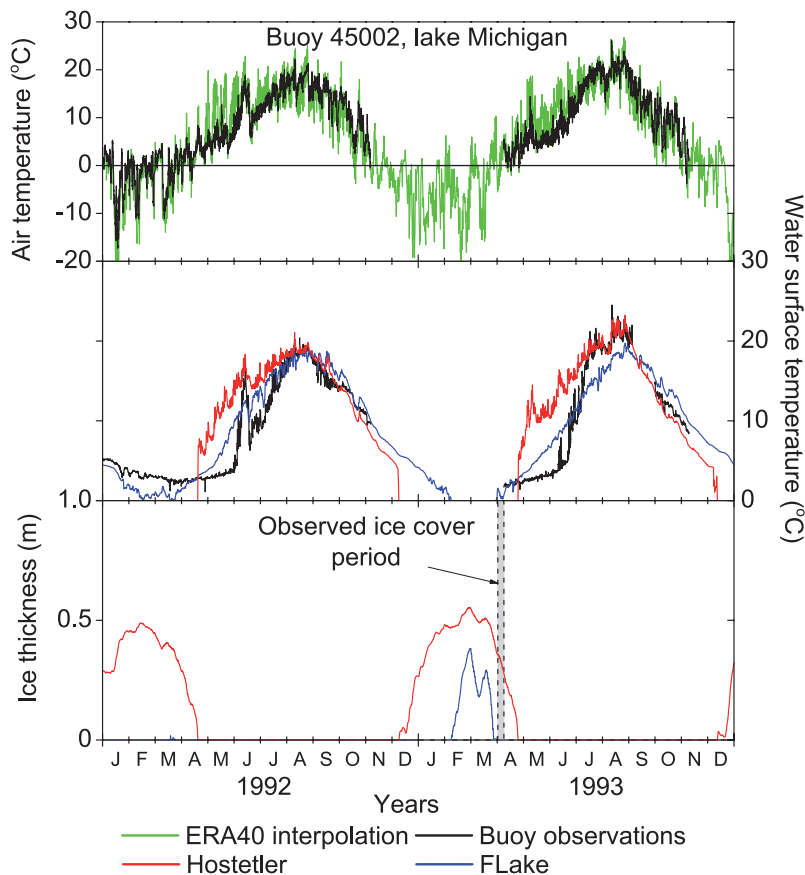 Buoy 45002, lake Michigan
Air temperature (°C)
30
20
10
0
-10
-20
Water surface temperature (°C)
30
20
10
0
Observed ice cover
period
Ice thickness (m)
1.0
0.5
0
J F M A M J J A S O N D J F M A M J J A S O N D
1992 1993
Years
ERA40 interpolation Buoy observations
Hostetler FLake